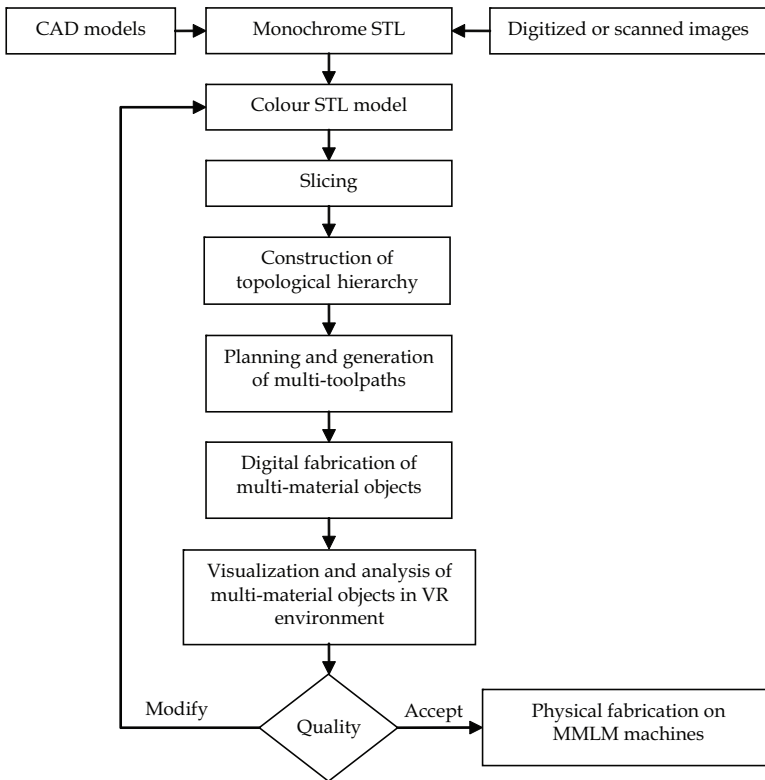 CAD models
Monochrome STL
Digitized or scanned images
Colour STL model
Slicing
Construction of
topological hierarchy
Planning and generation
of multi-toolpaths
Digital fabrication of
multi-material objects
Visualization and analysis of
multi-material objects in VR
environment
Modify
Quality
Accept
Physical fabrication on
MMLM machines